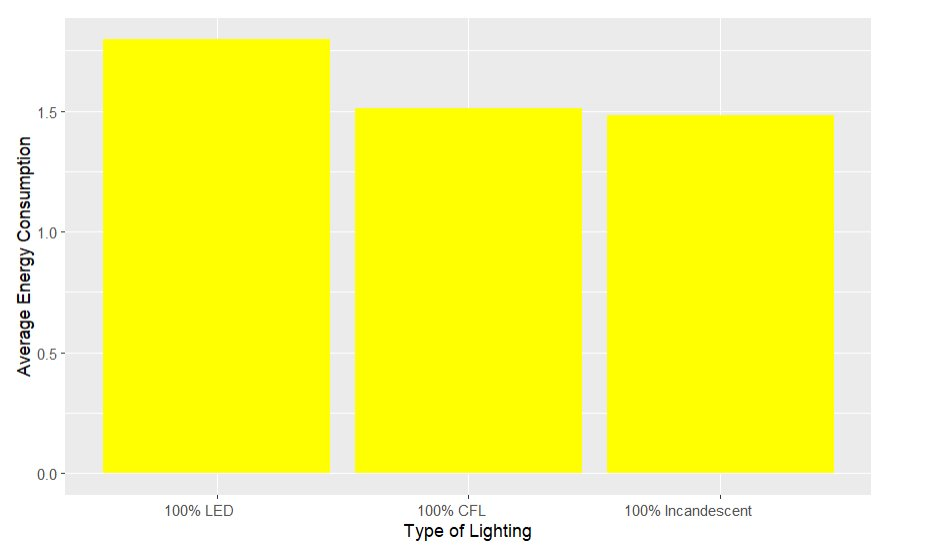 Average Energy Consumption
1.5
1.0
0.5
0.0
100% LED 100% CFL 100% Incandescent
Type of Lighting